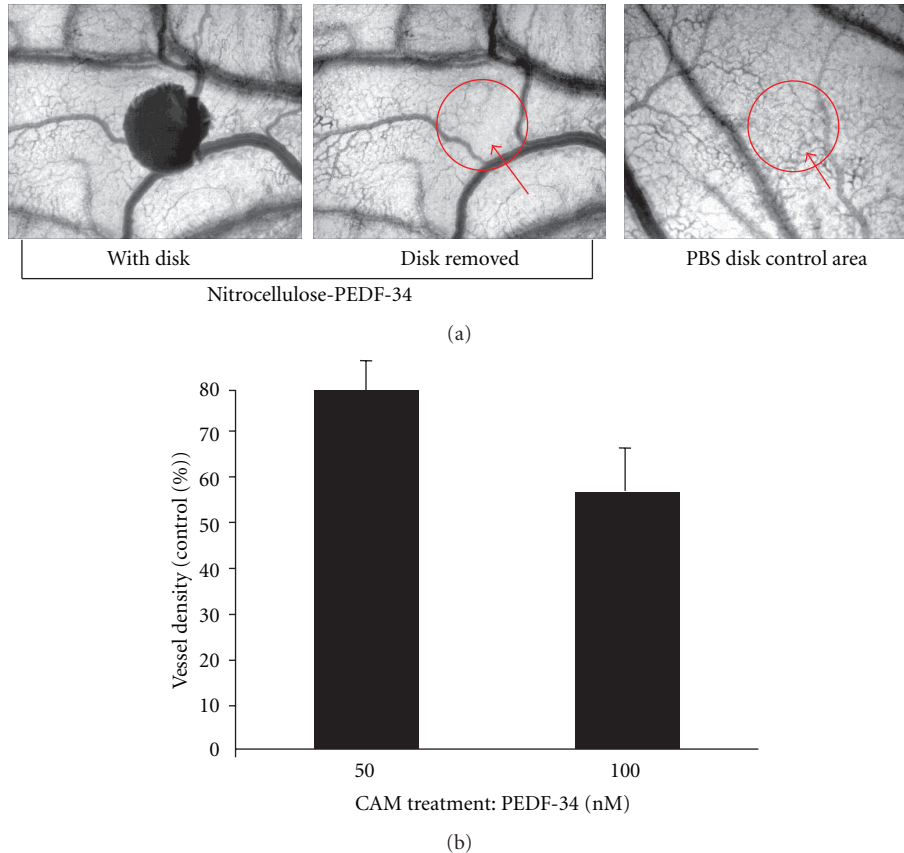 With disk
Disk removed
PBS disk control area
Nitrocellulose-PEDF-34
(a)
80
70
60
50
40
30
20
10
0
Vessel density (control (%))
50
100
CAM treatment: PEDF-34 (nM)
(b)